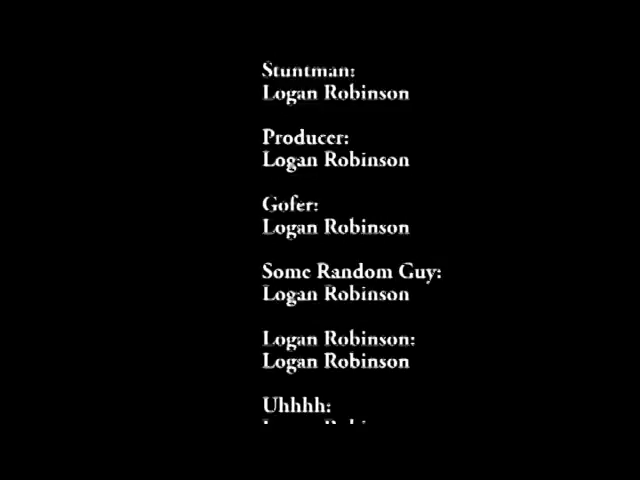 Stuntman:
Logan Robinson
Producer:
Logan Robinson
Gofer:
Logan Robinson
Some Random Guy:
Logan Robinson
Logan Robinson:
Logan Robinson
Uhhhh: